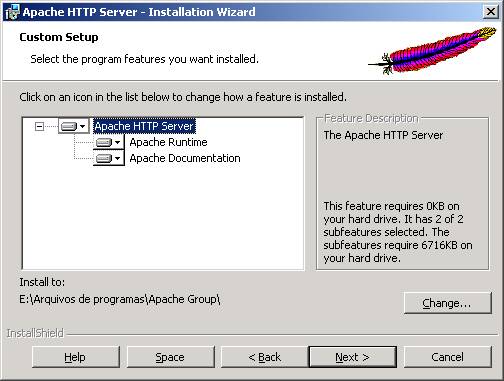 Apache HTTP Server - Installation Wizard
Custom Setup
Select the program features you want installed.
Click on an icon in the list below to change how a feature is installed.
Apache HTTP Server
Apache Runtime
Apache Documentation
Feature Description
The Apache HTTP Server
This feature requires 0KB on
your hard drive. It has 2 of 2
subfeatures selected. The
subfeatures require 6716KB on
your hard drive.
Install to:
E:\Arquivos de programas\Apache Group\
Change...
InstallShield
Help
Space
< Back
Next >
Cancel